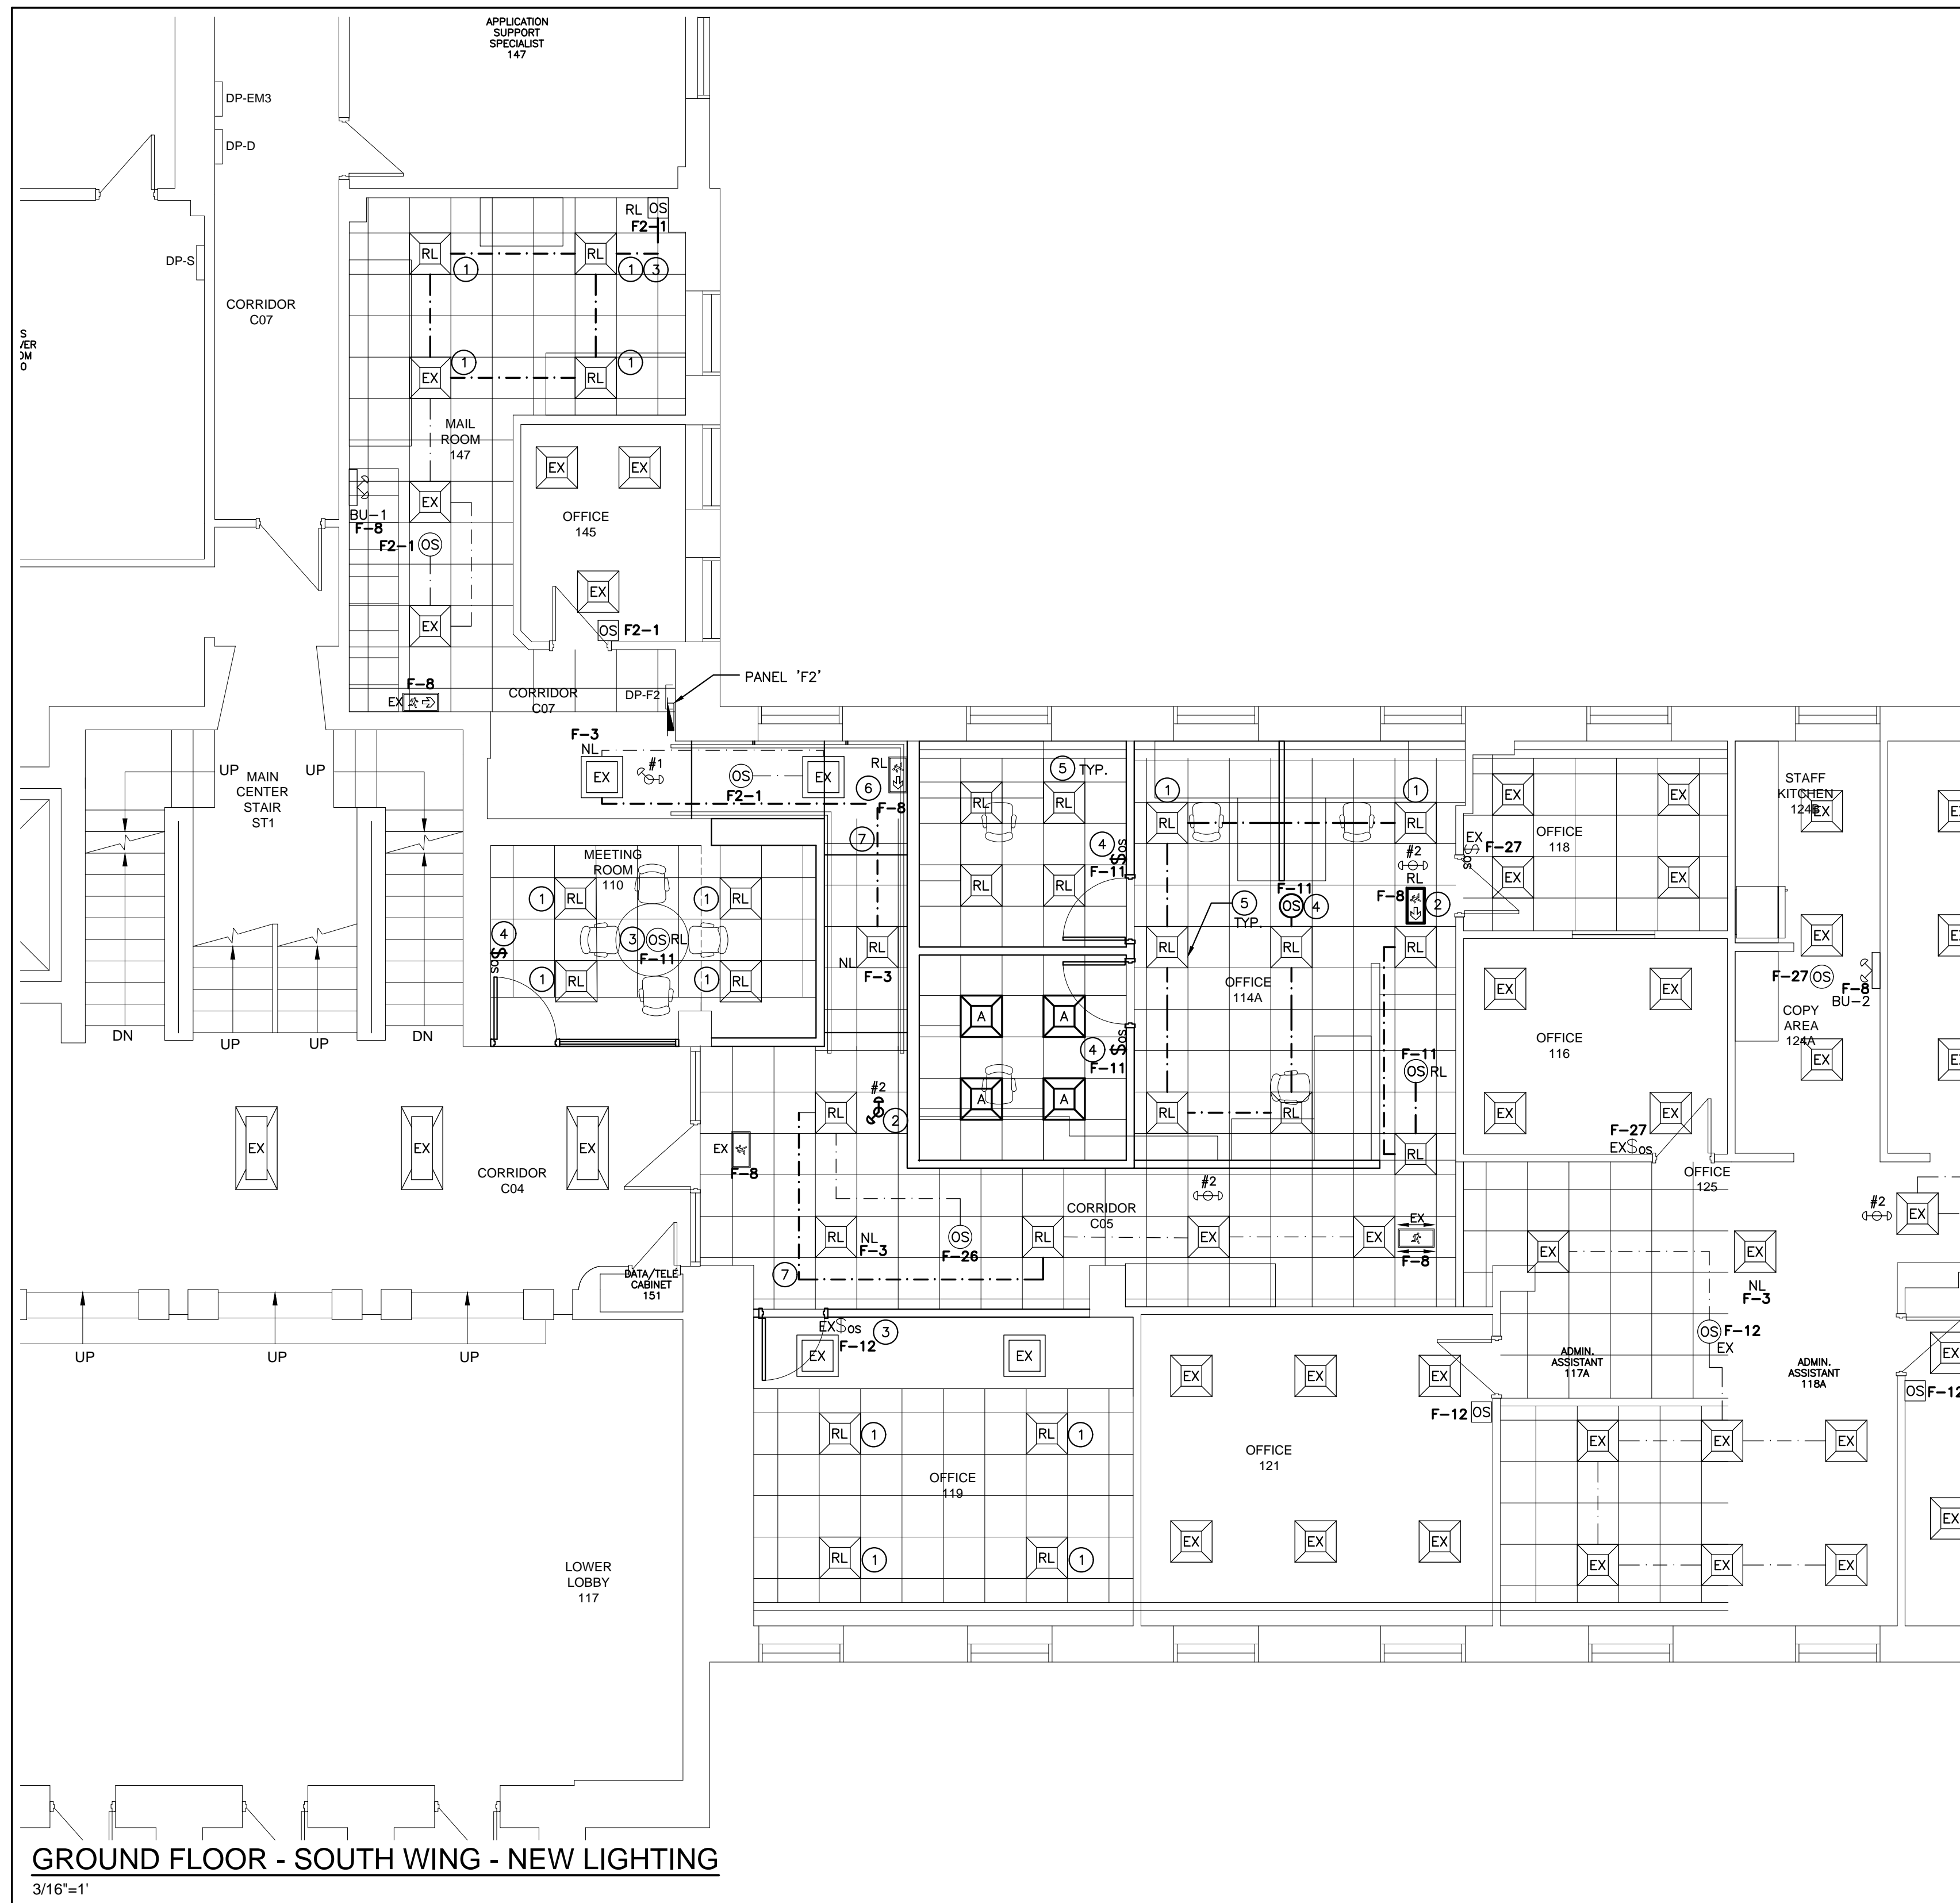 APPLICATION
SUPPORT
SPECIALIST
147
DP-EM3
DP-D
DP-S
CORRIDOR
C07
S
/ER
OM
0
RL OS
F2-1
RL
1
RL
1 3
EX
1
RL
1
MAIL
ROOM
147
EX
BU-1
F-8
F2-1 OS
EX
EX EX
OFFICE
145
EX
OS F2-1
F-8
EX
CORRIDOR
C07
DP-F2
PANEL 'F2'
UP
UP
MAIN
CENTER
STAIR
ST1
DN
UP
UP
DN
F-3
NL
EX
#1
OS
F2-1
EX
RL
6
F-8
7
MEETING
ROOM
110
1 RL
1 RL
4
$os
3 OS RL
F-11
1 RL
1 RL
NL
RL
F-3
5 TYP.
RL
RL
4
$os
F-11
RL
RL
A
A
4 $os
F-11
A
A
1
RL
1
RL
#2
RL
F-8
2
F-11
OS 4
5
TYP.
RL
RL
RL
OFFICE
114A
F-11
OS RL
RL
RL
RL
EX
$os
F-27
EX
EX
OFFICE
118
EX
EX
STAFF
KITCHEN
124B
EX
EX
F-27 OS
F-8
BU-2
COPY
AREA
124A
EX
EX
EX
OFFICE
116
EX
EX
F-27
EX$os
OFFICE
125
EX
EX
EX
CORRIDOR
C04
EX
F-8
RL
#2
2
RL
NL
F-3
OS
F-26
7
RL
CORRIDOR
C05
#2
EX
EX
EX
F-8
DATA/TELE
CABINET
151
UP
UP
UP
EX$os 3
F-12
EX
EX
RL 1
RL 1
OFFICE
119
RL 1
RL 1
EX
EX
EX
F-12 OS
OFFICE
121
EX
EX
EX
EX
EX
NL
F-3
OS F-12
EX
ADMIN.
ASSISTANT
117A
ADMIN.
ASSISTANT
118A
#2
EX
EX
OS F-12
EX
EX
EX
EX
EX
EX
EX
LOWER
LOBBY
117
GROUND FLOOR - SOUTH WING - NEW LIGHTING
3/16"=1'